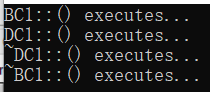 BC1::() executes...
DC1::() executes...
~DC1::() executes...
~BC1::() executes...